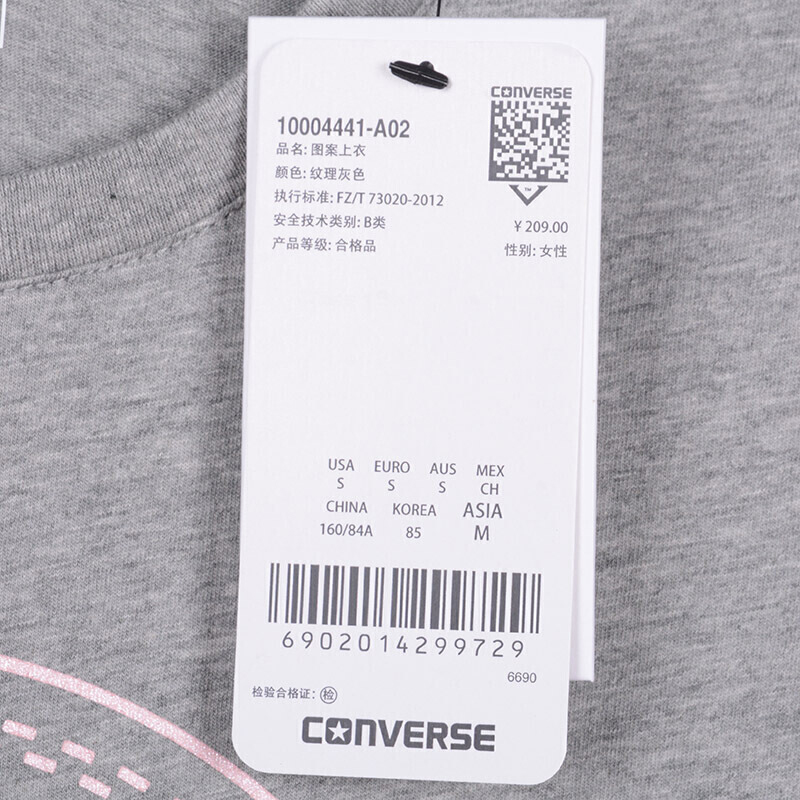 CONVERSE
10004441-A02
品名: 图案上衣
颜色: 纹理灰色
执行标准: FZ/T 73020-2012
安全技术类别: B类
¥ 209.00
产品等级: 合格品
性别: 女性
USA EURO AUS MEX
S S S CH
CHINA KOREA ASIA
160/84A 85 M
6902014299729
6690
检验合格证: 检
CONVERSE